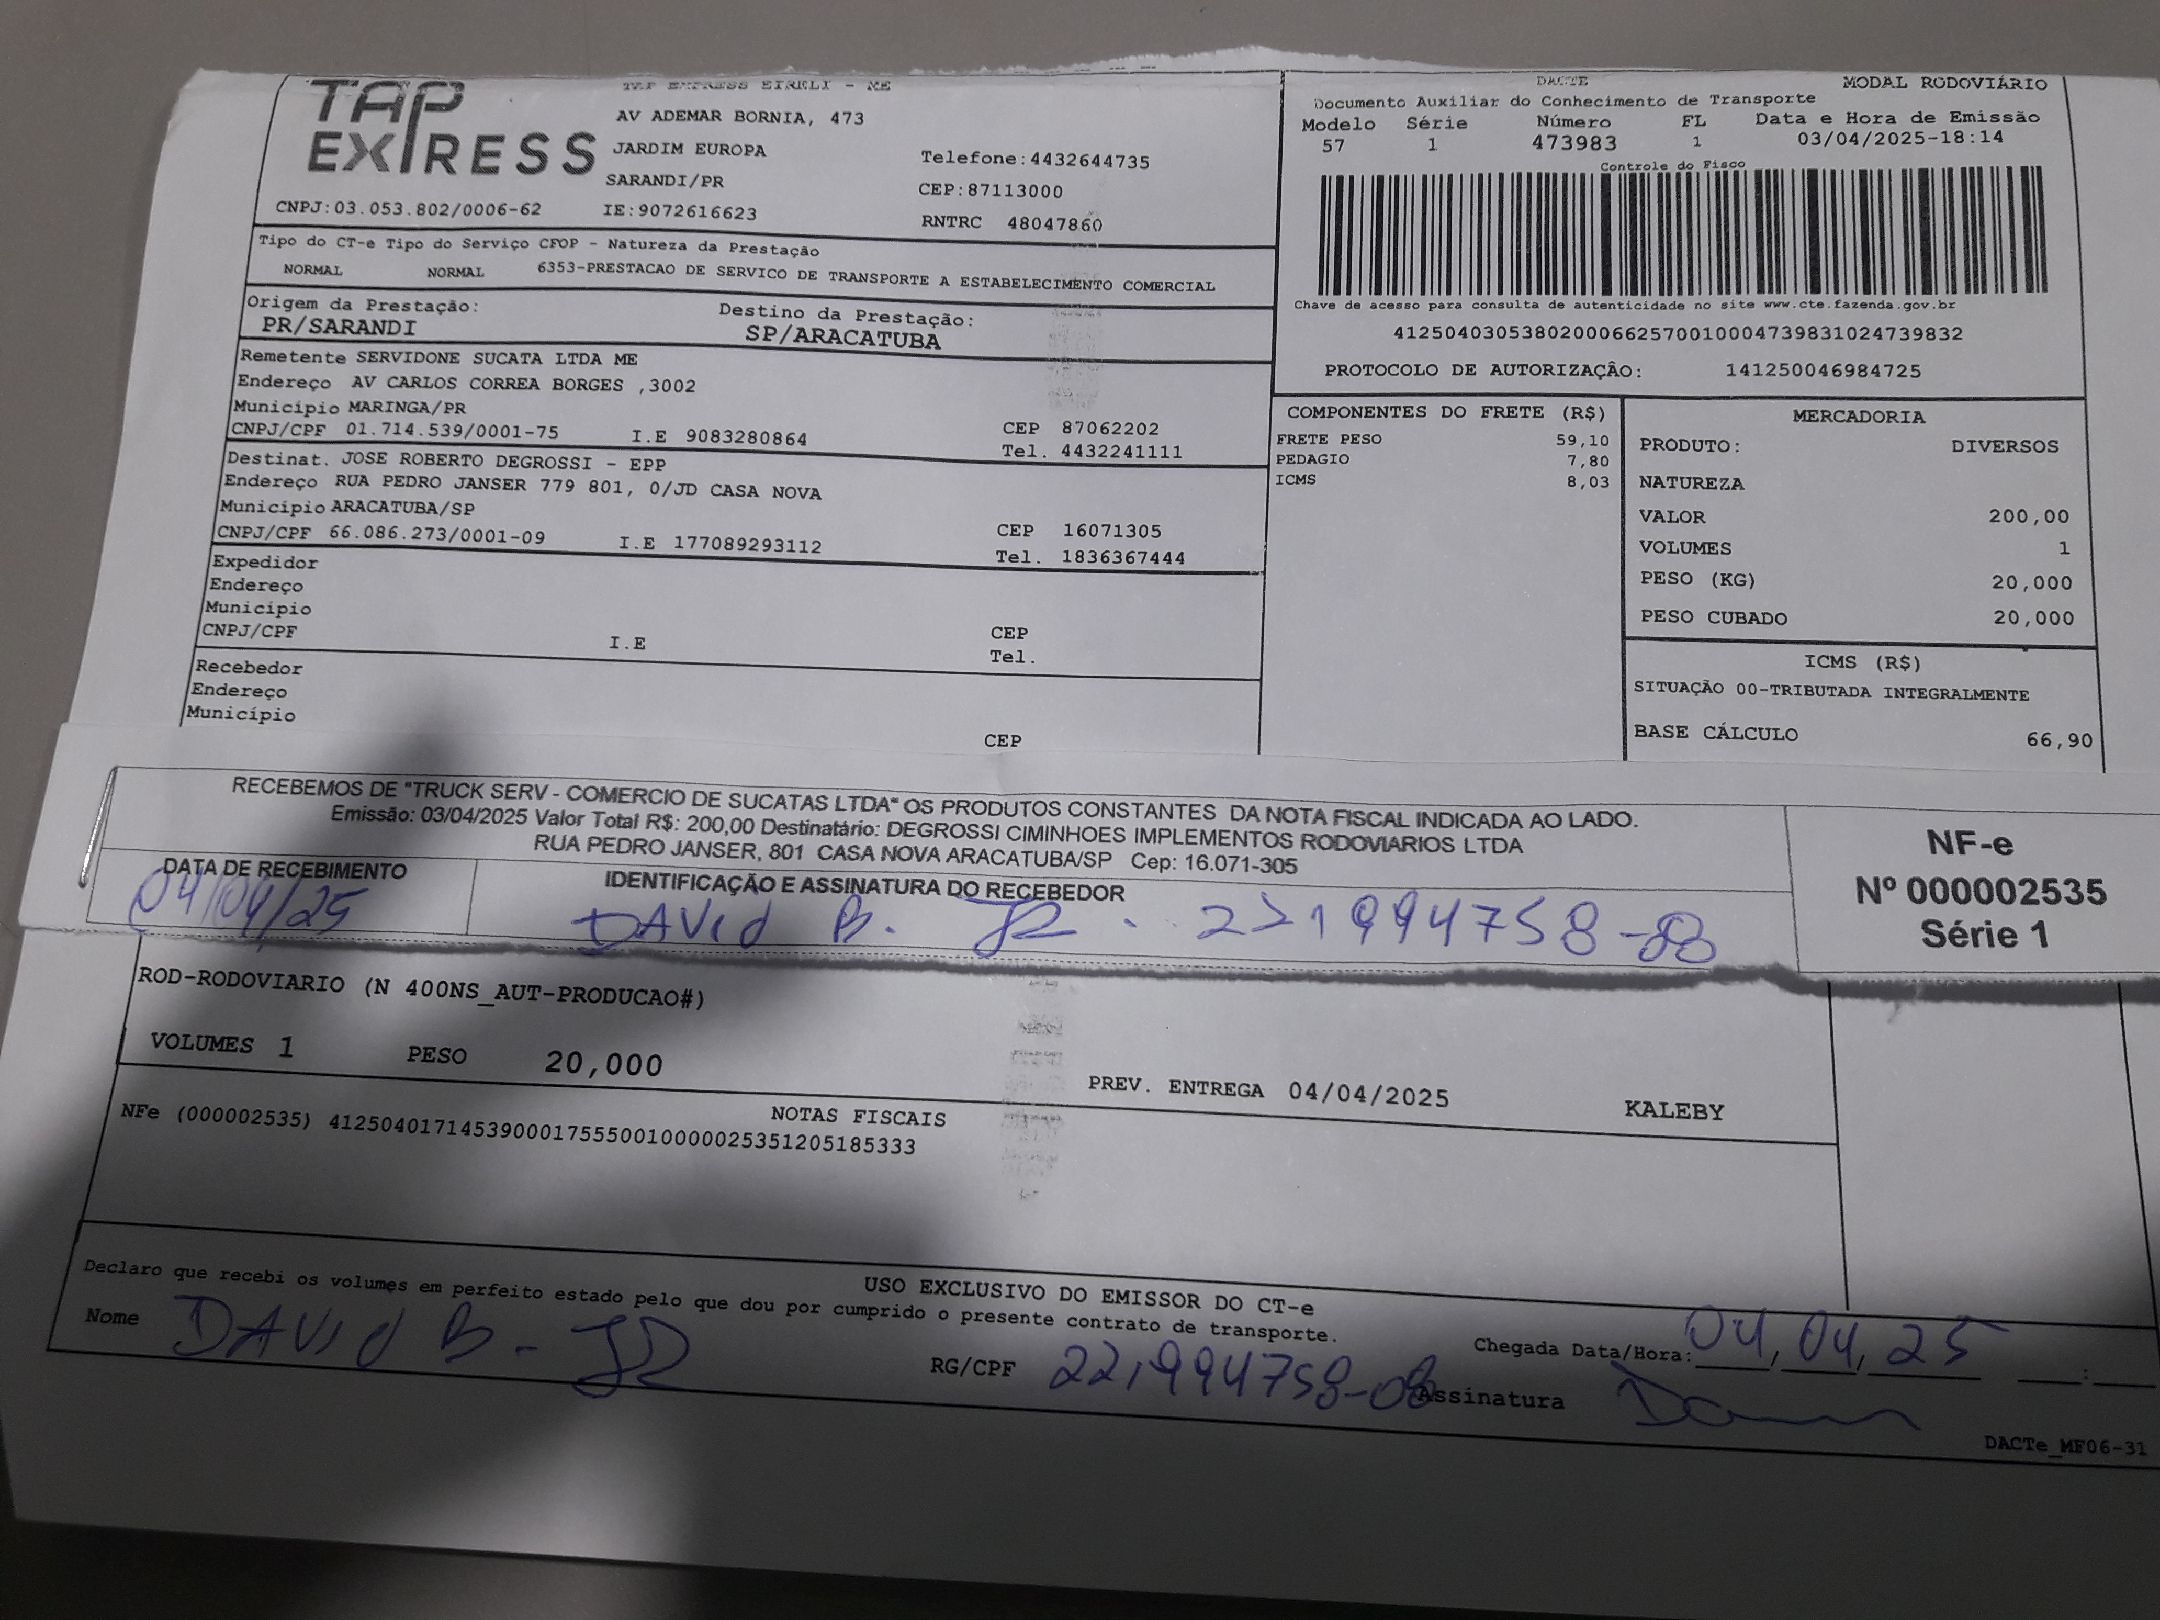 TAP EXPRESS
TAP EXPRESS EIRELI - ME
AV ADEMAR BORNIA, 473
JARDIM EUROPA
SARANDI/PR
Telefone:4432644735
CEP:87113000
CNPJ:03.053.802/0006-62 IE:9072616623 RNTRC 48047860
DACTE MODAL RODOVIÁRIO
Documento Auxiliar do Conhecimento de Transporte
Modelo Série Número FL Data e Hora de Emissão
57 1 473983 1 03/04/2025-18:14
Controle do Fisco
Chave de acesso para consulta de autenticidade no site www.cte.fazenda.gov.br
41250403053802000662570010004739831024739832
PROTOCOLO DE AUTORIZAÇÂO: 141250046984725
Tipo do CT-e Tipo do Serviço CFOP - Natureza da Prestação
NORMAL NORMAL 6353-PRESTACAO DE SERVICO DE TRANSPORTE A ESTABELECIMENTO COMERCIAL
Origem da Prestação: Destino da Prestação:
PR/SARANDI SP/ARACATUBA
Remetente SERVIDONE SUCATA LTDA ME
Endereço AV CARLOS CORREA BORGES ,3002
Município MARINGA/PR CEP 87062202
CNPJ/CPF 01.714.539/0001-75 I.E 9083280864 Tel. 4432241111
Destinat. JOSE ROBERTO DEGROSSI - EPP
Endereço RUA PEDRO JANSER 779 801, 0/JD CASA NOVA
Município ARACATUBA/SP CEP 16071305
CNPJ/CPF 66.086.273/0001-09 I.E 177089293112 Tel. 1836367444
Expedidor
Endereço
Município CEP
CNPJ/CPF I.E Tel.
Recebedor
Endereço
Município CEP
COMPONENTES DO FRETE (R$)
FRETE PESO 59,10
PEDAGIO 7,80
ICMS 8,03
MERCADORIA
PRODUTO: DIVERSOS
NATUREZA
VALOR 200,00
VOLUMES 1
PESO (KG) 20,000
PESO CUBADO 20,000
ICMS (R$)
SITUAÇÃO 00-TRIBUTADA INTEGRALMENTE
BASE CÁLCULO 66,90
RECEBEMOS DE "TRUCK SERV - COMERCIO DE SUCATAS LTDA" OS PRODUTOS CONSTANTES DA NOTA FISCAL INDICADA AO LADO.
Emissão: 03/04/2025 Valor Total R$: 200,00 Destinatário: DEGROSSI CIMINHOES IMPLEMENTOS RODOVIARIOS LTDA
RUA PEDRO JANSER, 801 CASA NOVA ARACATUBA/SP Cep: 16.071-305
DATA DE RECEBIMENTO IDENTIFICAÇÃO E ASSINATURA DO RECEBEDOR
04/04/25 DAVid B. JR
NF-e
Nº 000002535
Série 1
ROD-RODOVIARIO (N 400NS_AUT-PRODUCAO#)
VOLUMES 1 PESO 20,000 PREV. ENTREGA 04/04/2025 KALEBY
NOTAS FISCAIS
NFe (000002535) 41250401714539000175550010000025351205185333
USO EXCLUSIVO DO EMISSOR DO CT-e
Declaro que recebi os volumes em perfeito estado pelo que dou por cumprido o presente contrato de transporte.
Nome DAVid B. JR RG/CPF 22,994758-08 Chegada Data/Hora: 04,04,25 __:__
Assinatura
DACTe_MF06-31